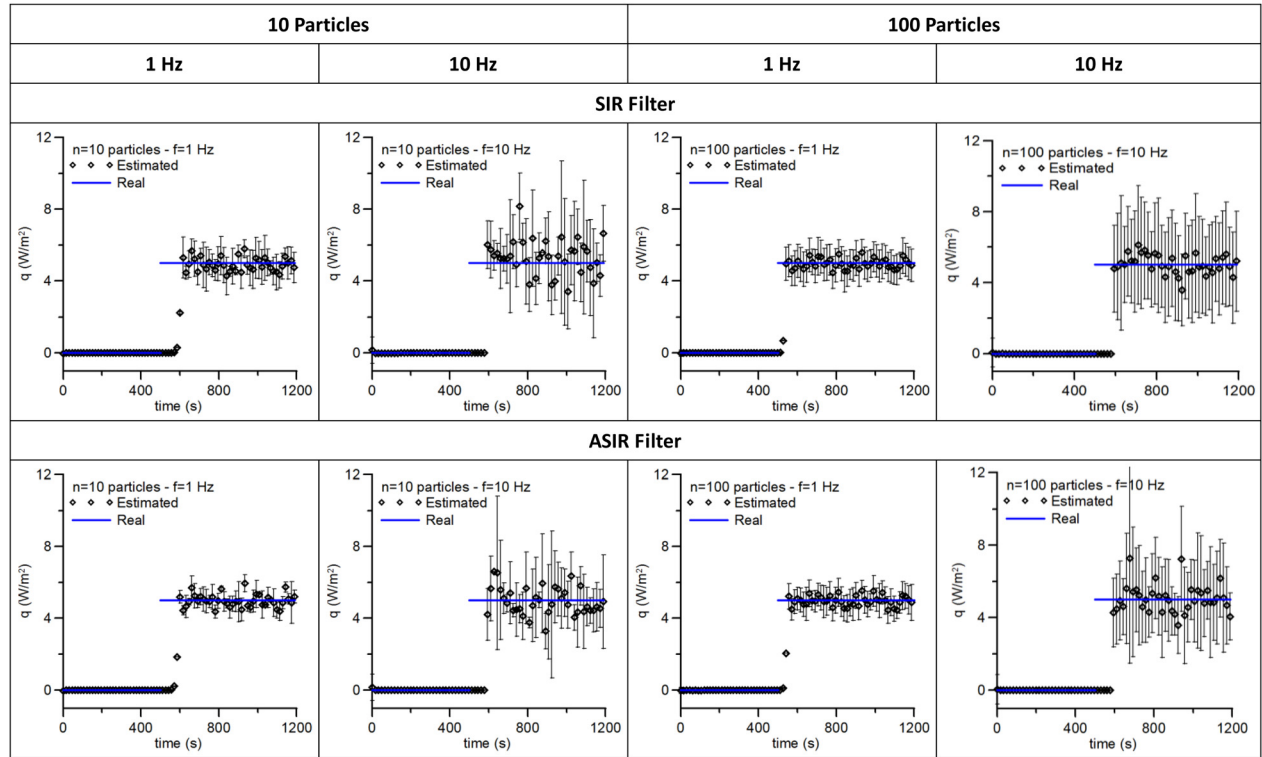 10 Particles
100 Particles
1 Hz
10 Hz
1 Hz
10 Hz
SIR Filter
12
8
4
0
q (W/m²)
n=10 particles - f=1 Hz
Estimated
Real
0
400
800
1200
time (s)
12
8
4
0
q (W/m²)
n=10 particles - f=10 Hz
Estimated
Real
0
400
800
1200
time (s)
12
8
4
0
q (W/m²)
n=100 particles - f=1 Hz
Estimated
Real
0
400
800
1200
time (s)
12
8
4
0
q (W/m²)
n=100 particles - f=10 Hz
Estimated
Real
0
400
800
1200
time (s)
ASIR Filter
12
8
4
0
q (W/m²)
n=10 particles - f=1 Hz
Estimated
Real
0
400
800
1200
time (s)
12
8
4
0
q (W/m²)
n=10 particles - f=10 Hz
Estimated
Real
0
400
800
1200
time (s)
12
8
4
0
q (W/m²)
n=100 particles - f=1 Hz
Estimated
Real
0
400
800
1200
time (s)
12
8
4
0
q (W/m²)
n=100 particles - f=10 Hz
Estimated
Real
0
400
800
1200
time (s)